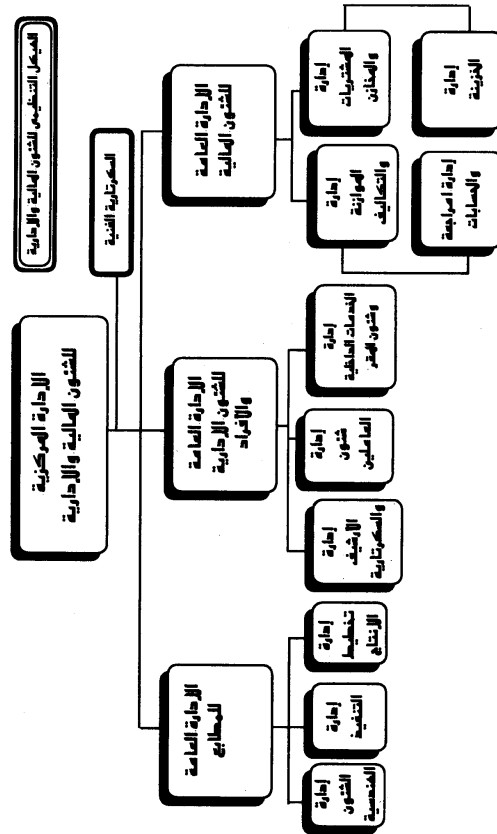 الهيكل التنظيمى للشئون المالية والإدارية
الإدارة المركزية
للشئون المالية والإدارية
السكرتارية الفنية
الإدارة العامة
للشئون المالية
الإدارة العامة
للشئون الإدارية
والأفراد
الإدارة العامة
للمطابع
إدارة
المشتريات
والمخازن
إدارة
الموازنة
والتكاليف
إدارة
الخزينة
إدارة المراجعة
والحسابات
إدارة
الخدمات الداخلية
وشئون المقر
إدارة
شئون
العاملين
إدارة
الأرشيف
والسكرتارية
إدارة
تخطيط
الإنتاج
إدارة
التنفيذ
إدارة
الشئون
الهندسية